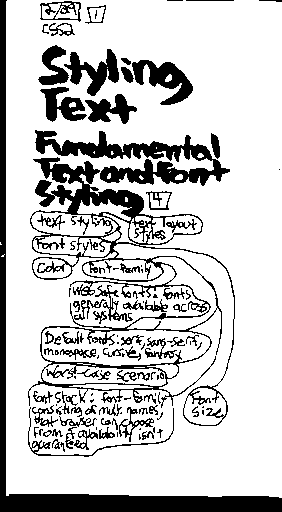 2/29 1
CSS2
Styling
Text
Fundamental
Text and Font
Styling 4
text styling
text layout
styles
Font styles
Color
Font-Family
Web safe fonts: fonts
generally available across
all systems
Default fonts: serif, sans-serif,
monospace, cursive, fantasy
Worst-case scenario
Font Stack: Font-Family
consisting of mult. names,
that browser can choose
from if availability isn't
guaranteed
Font
Size